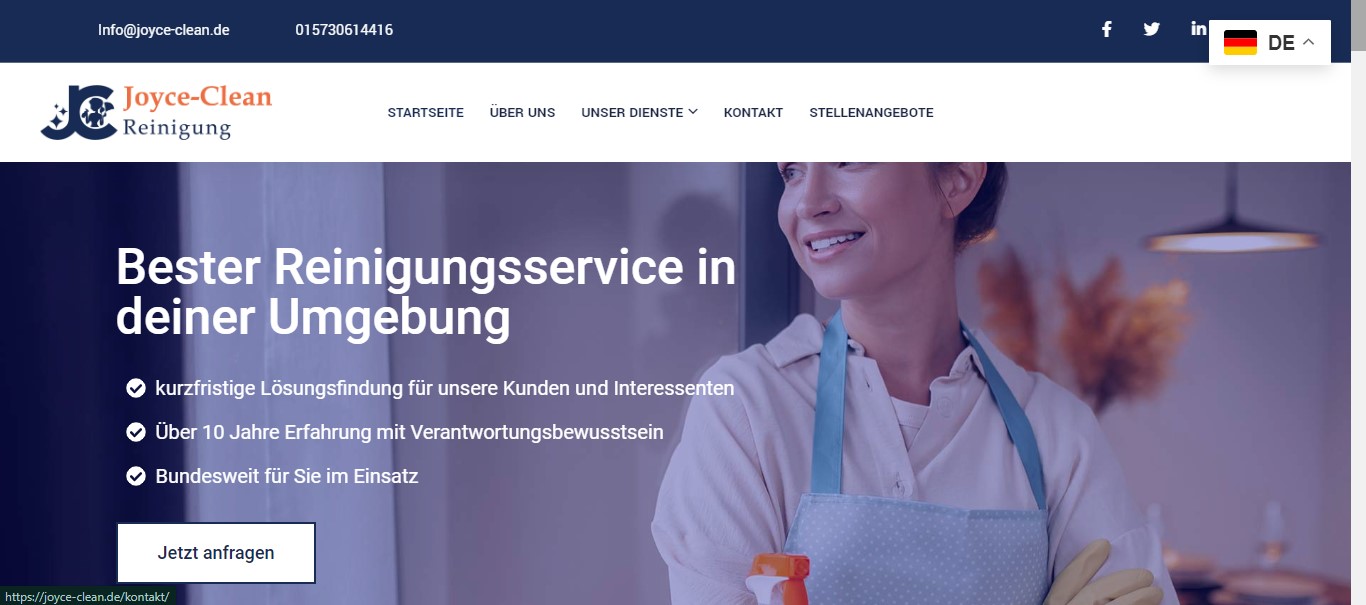 Info@joyce-clean.de
015730614416
DE
Joyce-Clean
Reinigung
STARTSEITE
ÜBER UNS
UNSER DIENSTE
KONTAKT
STELLENANGEBOTE
Bester Reinigungsservice in
deiner Umgebung
kurzfristige Lösungsfindung für unsere Kunden und Interessenten
Über 10 Jahre Erfahrung mit Verantwortungsbewusstsein
Bundesweit für Sie im Einsatz
Jetzt anfragen
https://joyce-clean.de/kontakt/